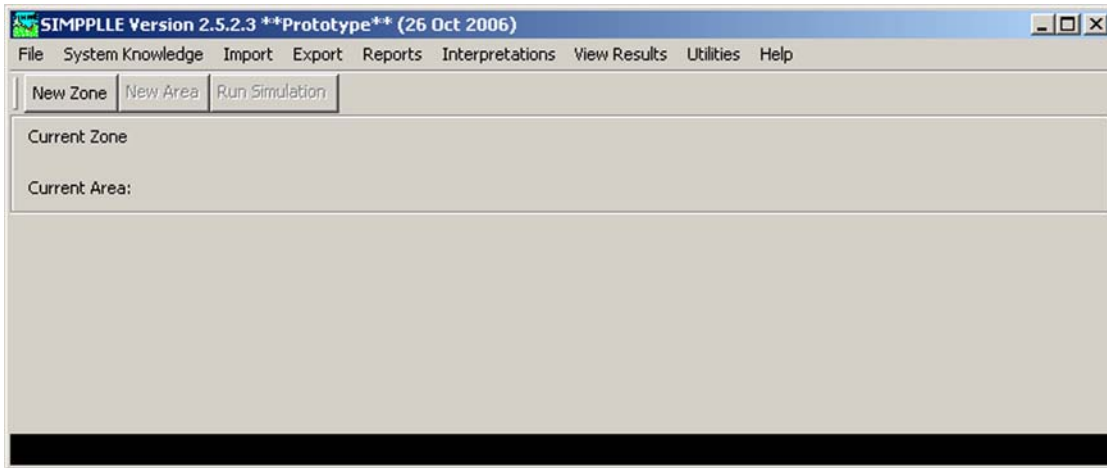 SIMPPLLE Version 2.5.2.3 **Prototype** (26 Oct 2006)
File System Knowledge Import Export Reports Interpretations View Results Utilities Help
New Zone New Area Run Simulation
Current Zone
Current Area: